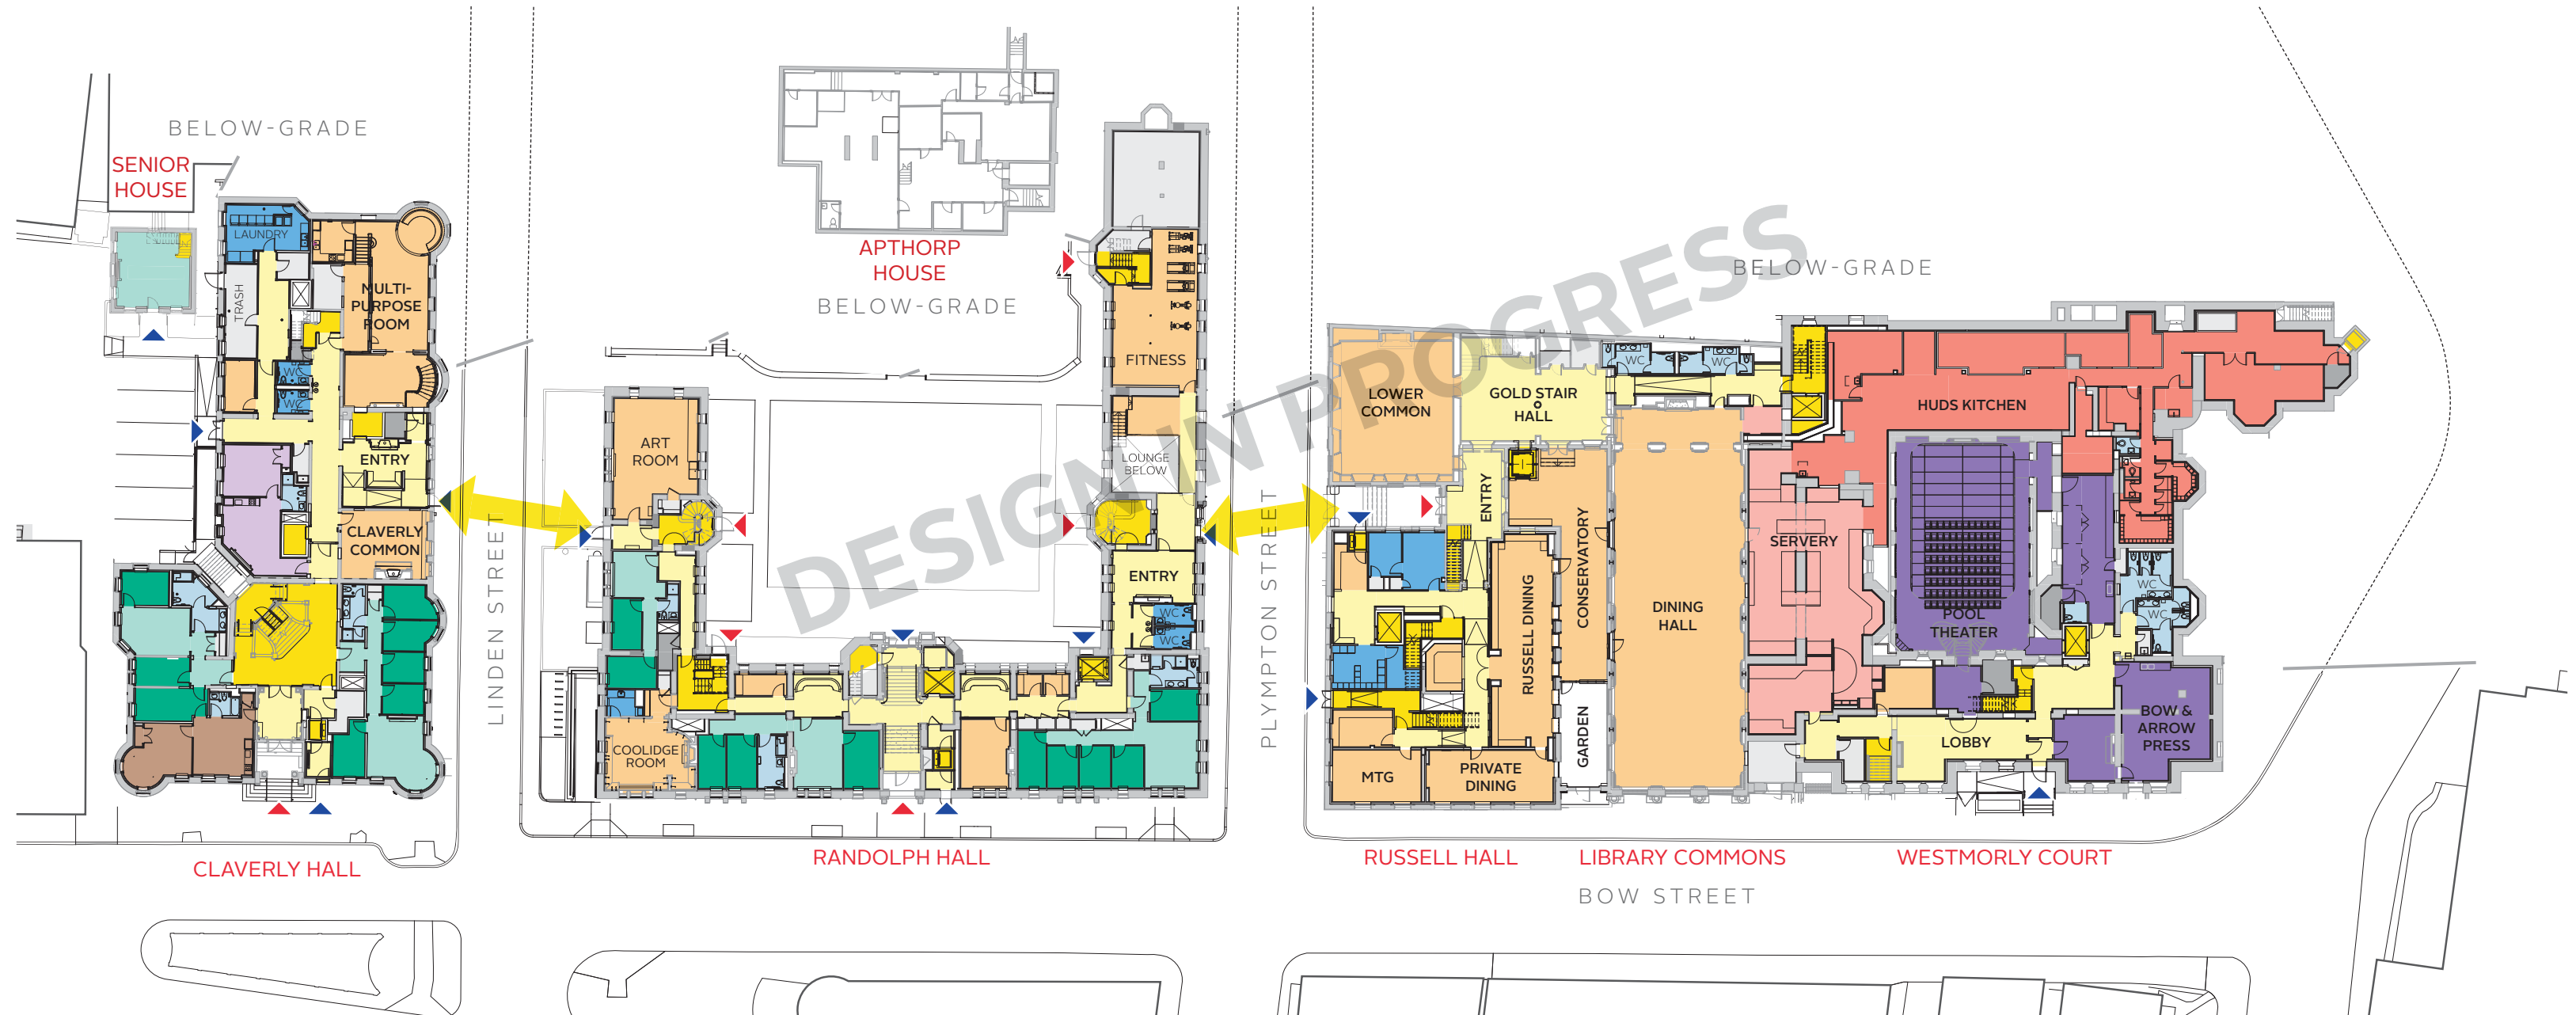 BELOW-GRADE
SENIOR
HOUSE
LAUNDRY
TRASH
MULTI-
PURPOSE
ROOM
WC
WC
ENTRY
CLAVERLY
COMMON
CLAVERLY HALL
LINDEN STREET
APTHORP
HOUSE
BELOW-GRADE
FITNESS
ART
ROOM
LOUNGE
BELOW
ENTRY
WC
WC
COOLIDGE
ROOM
RANDOLPH HALL
PLYMPTON STREET
DESIGN IN PROGRESS
BELOW-GRADE
LOWER
COMMON
GOLD STAIR
HALL
WC
WC
HUDS KITCHEN
ENTRY
CONSERVATORY
RUSSELL DINING
DINING
HALL
SERVERY
POOL
THEATER
WC
WC
GARDEN
MTG
PRIVATE
DINING
LOBBY
BOW &
ARROW
PRESS
RUSSELL HALL
LIBRARY COMMONS
WESTMORLY COURT
BOW STREET